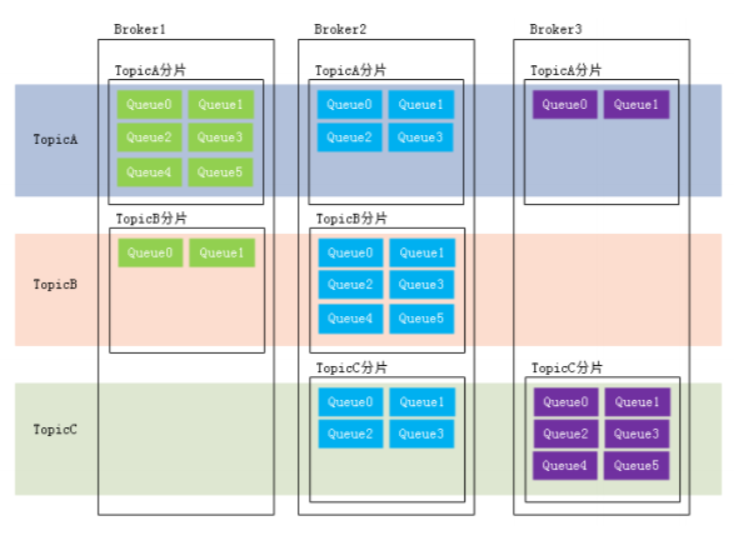 Broker1 Broker2 Broker3
TopicA分片 TopicA分片 TopicA分片
Queue0 Queue1 Queue0 Queue1 Queue0 Queue1
TopicA Queue2 Queue3 Queue2 Queue3
Queue4 Queue5
TopicB分片 TopicB分片
Queue0 Queue1 Queue0 Queue1
TopicB Queue2 Queue3
Queue4 Queue5
TopicC分片 TopicC分片
Queue0 Queue1 Queue0 Queue1
TopicC Queue2 Queue3 Queue2 Queue3
Queue4 Queue5